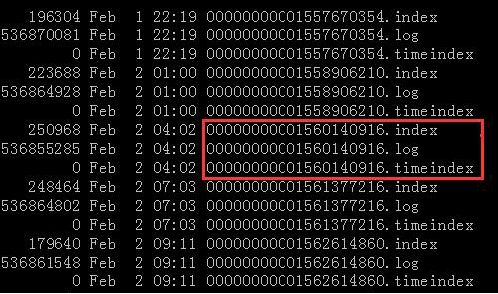 196304 Feb 1 22:19 00000000C01557670354.index
536870081 Feb 1 22:19 00000000C01557670354.log
0 Feb 1 22:19 00000000C01557670354.timeindex
223688 Feb 2 01:00 00000000C01558906210.index
536864928 Feb 2 01:00 00000000C01558906210.log
0 Feb 2 01:00 00000000C01558906210.timeindex
250968 Feb 2 04:02 00000000C01560140916.index
536855285 Feb 2 04:02 00000000C01560140916.log
0 Feb 2 04:02 00000000C01560140916.timeindex
248464 Feb 2 07:03 00000000C01561377216.index
536864802 Feb 2 07:03 00000000C01561377216.log
0 Feb 2 07:03 00000000C01561377216.timeindex
179640 Feb 2 09:11 00000000C01562614860.index
536861548 Feb 2 09:11 00000000C01562614860.log
0 Feb 2 09:11 00000000C01562614860.timeindex